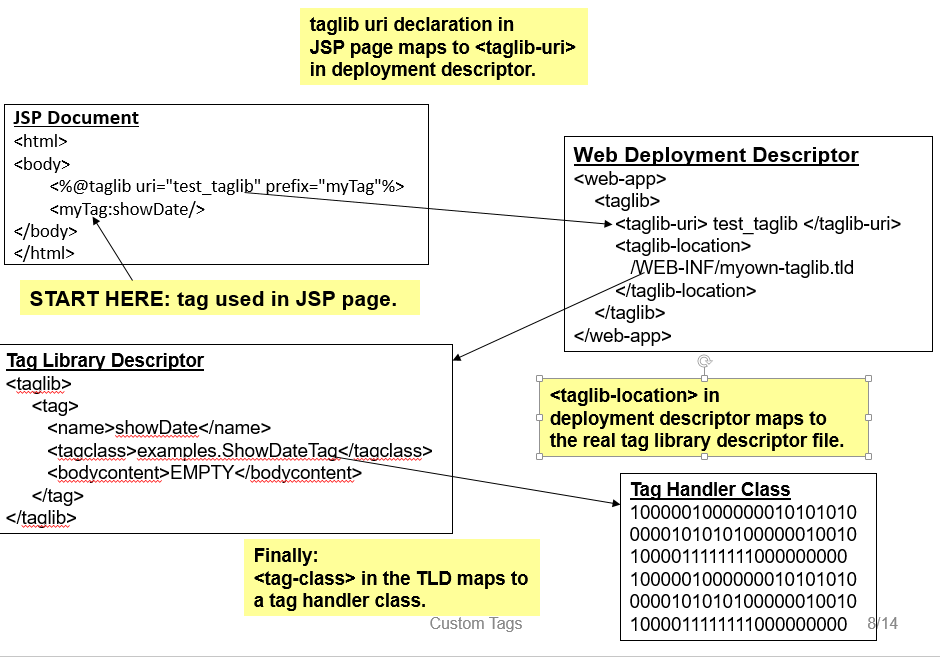 taglib uri declaration in
JSP page maps to <taglib-uri>
in deployment descriptor.
JSP Document
<html>
<body>
<%@taglib uri="test_taglib" prefix="myTag"%>
<myTag:showDate/>
</body>
</html>
START HERE: tag used in JSP page.
Web Deployment Descriptor
<web-app>
<taglib>
<taglib-uri> test_taglib </taglib-uri>
<taglib-location>
/WEB-INF/myown-taglib.tld
</taglib-location>
</taglib>
</web-app>
Tag Library Descriptor
<taglib>
<tag>
<name>showDate</name>
<tagclass>examples.ShowDateTag</tagclass>
<bodycontent>EMPTY</bodycontent>
</tag>
</taglib>
<taglib-location> in
deployment descriptor maps to
the real tag library descriptor file.
Tag Handler Class
1000001000000010101010
0000101010100000010010
1000011111111000000000
1000001000000010101010
0000101010100000010010
1000011111111000000000
Finally:
<tag-class> in the TLD maps to
a tag handler class.
Custom Tags
8/14